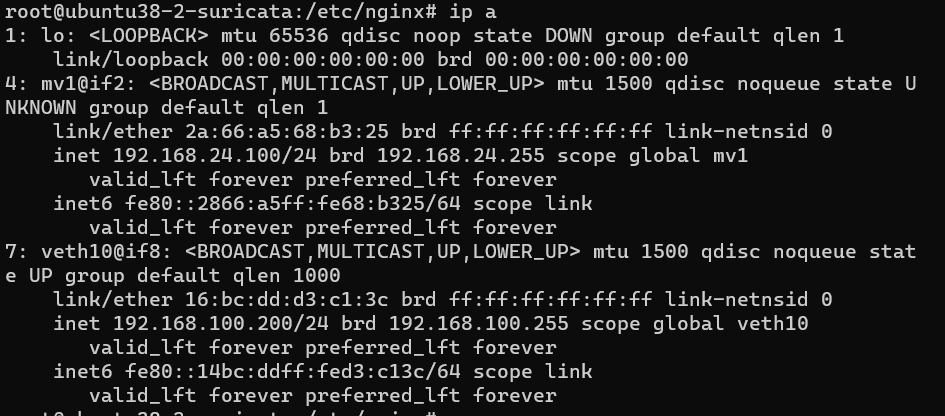 root@ubuntu38-2-suricata:/etc/nginx# ip a
1: lo: <LOOPBACK> mtu 65536 qdisc noop state DOWN group default qlen 1
    link/loopback 00:00:00:00:00:00 brd 00:00:00:00:00:00
4: mv1@if2: <BROADCAST,MULTICAST,UP,LOWER_UP> mtu 1500 qdisc noqueue state U
NKNOWN group default qlen 1
    link/ether 2a:66:a5:68:b3:25 brd ff:ff:ff:ff:ff:ff link-netnsid 0
    inet 192.168.24.100/24 brd 192.168.24.255 scope global mv1
       valid_lft forever preferred_lft forever
    inet6 fe80::2866:a5ff:fe68:b325/64 scope link
       valid_lft forever preferred_lft forever
7: veth10@if8: <BROADCAST,MULTICAST,UP,LOWER_UP> mtu 1500 qdisc noqueue stat
e UP group default qlen 1000
    link/ether 16:bc:dd:d3:c1:3c brd ff:ff:ff:ff:ff:ff link-netnsid 0
    inet 192.168.100.200/24 brd 192.168.100.255 scope global veth10
       valid_lft forever preferred_lft forever
    inet6 fe80::14bc:ddff:fed3:c13c/64 scope link
       valid_lft forever preferred_lft forever